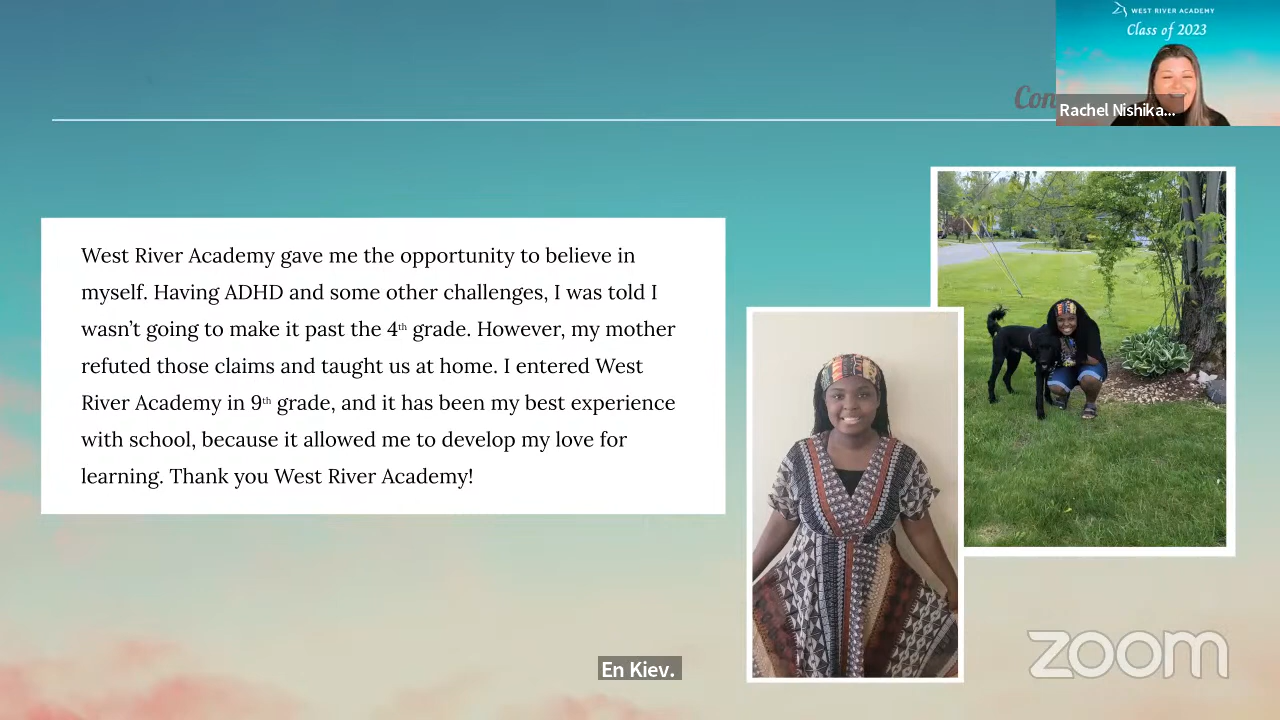 WEST RIVER ACADEMY
Class of 2023
Con
Rachel Nishika...
West River Academy gave me the opportunity to believe in
myself. Having ADHD and some other challenges, I was told I
wasn’t going to make it past the 4th grade. However, my mother
refuted those claims and taught us at home. I entered West
River Academy in 9th grade, and it has been my best experience
with school, because it allowed me to develop my love for
learning. Thank you West River Academy!
En Kiev.
zoom